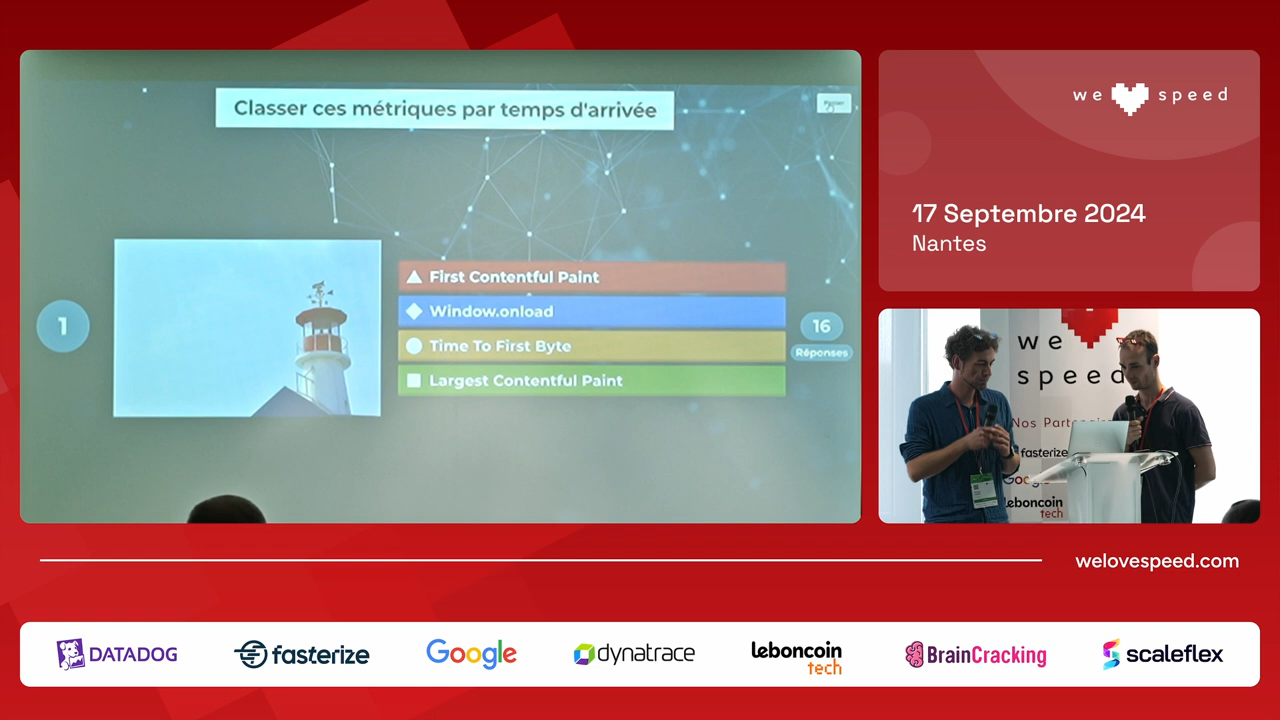 Classer ces métriques par temps d'arrivée
Passer
1
First Contentful Paint
Window.onload
Time To First Byte
Largest Contentful Paint
16
Réponses
we speed
17 Septembre 2024
Nantes
we
speed
Nos Parten
fasterize
Google
leboncoin
tech
welovespeed.com
DATADOG
fasterize
Google
dynatrace
leboncoin
tech
BrainCracking
scaleflex